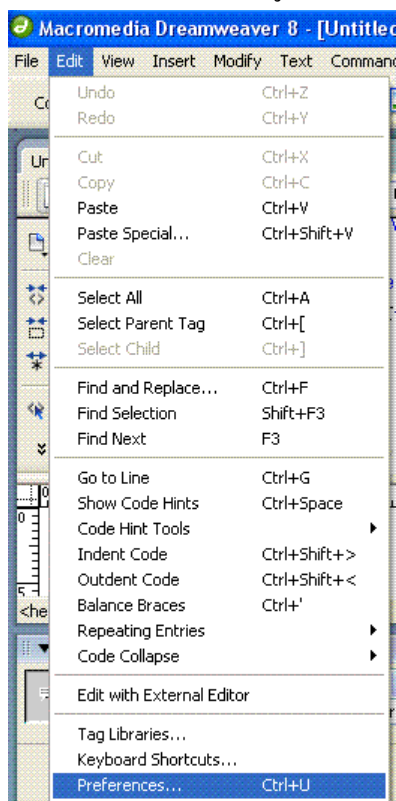 Macromedia Dreamweaver 8 - [Untitled
File Edit View Insert Modify Text Comman
Undo Ctrl+Z
Redo Ctrl+Y
Cut Ctrl+X
Copy Ctrl+C
Paste Ctrl+V
Paste Special... Ctrl+Shift+V
Clear
Select All Ctrl+A
Select Parent Tag Ctrl+[
Select Child Ctrl+]
Find and Replace... Ctrl+F
Find Selection Shift+F3
Find Next F3
Go to Line Ctrl+G
Show Code Hints Ctrl+Space
Code Hint Tools
Indent Code Ctrl+Shift+>
Outdent Code Ctrl+Shift+<
<he
Balance Braces Ctrl+'
Repeating Entries
Code Collapse
Edit with External Editor
Tag Libraries...
Keyboard Shortcuts...
Preferences... Ctrl+U